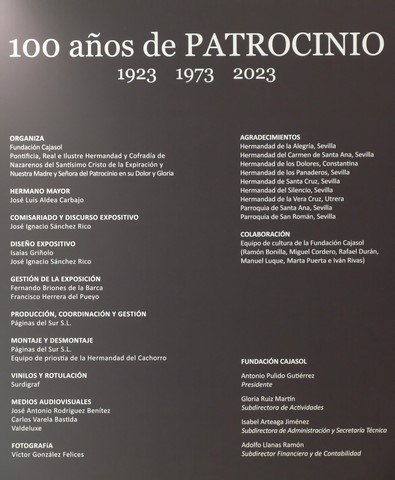 100 años de PATROCINIO
1923 1973 2023
ORGANIZA
Fundación Cajasol
Pontificia, Real e Ilustre Hermandad y Cofradía de
Nazarenos del Santísimo Cristo de la Expiración y
Nuestra Madre y Señora del Patrocinio en su Dolor y Gloria
HERMANO MAYOR
José Luis Aldea Carbajo
COMISARIADO Y DISCURSO EXPOSITIVO
José Ignacio Sánchez Rico
DISEÑO EXPOSITIVO
Isaías Griñolo
José Ignacio Sánchez Rico
GESTIÓN DE LA EXPOSICIÓN
Fernando Briones de la Barca
Francisco Herrera del Pueyo
PRODUCCIÓN, COORDINACIÓN Y GESTIÓN
Páginas del Sur S.L.
MONTAJE Y DESMONTAJE
Páginas del Sur S.L.
Equipo de priostía de la Hermandad del Cachorro
VINILOS Y ROTULACIÓN
Surdigraf
MEDIOS AUDIOVISUALES
José Antonio Rodríguez Benítez
Carlos Varela Bastida
Valdeluxe
FOTOGRAFíA
Víctor González Felices
AGRADECIMIENTOS
Hermandad de la Alegría, Sevilla
Hermandad del Carmen de Santa Ana, Sevilla
Hermandad de los Dolores, Constantina
Hermandad de los Panaderos, Sevilla
Hermandad de Santa Cruz, Sevilla
Hermandad del Silencio, Sevilla
Hermandad de la Vera Cruz, Utrera
Parroquia de Santa Ana, Sevilla
Parroquia de San Román, Sevilla
COLABORACIÓN
Equipo de cultura de la Fundación Cajasol
(Ramón Bonilla, Miguel Cordero, Rafael Durán,
Manuel Luque, Marta Puerta e Iván Rivas)
FUNDACIÓN CAJASOL
Antonio Pulido Gutiérrez
Presidente
Gloria Ruiz Martín
Subdirectora de Actividades
Isabel Arteaga Jiménez
Subdirectora de Administración y Secretaría Técnica
Adolfo Llanas Ramón
Subdirector Financiero y de Contabilidad